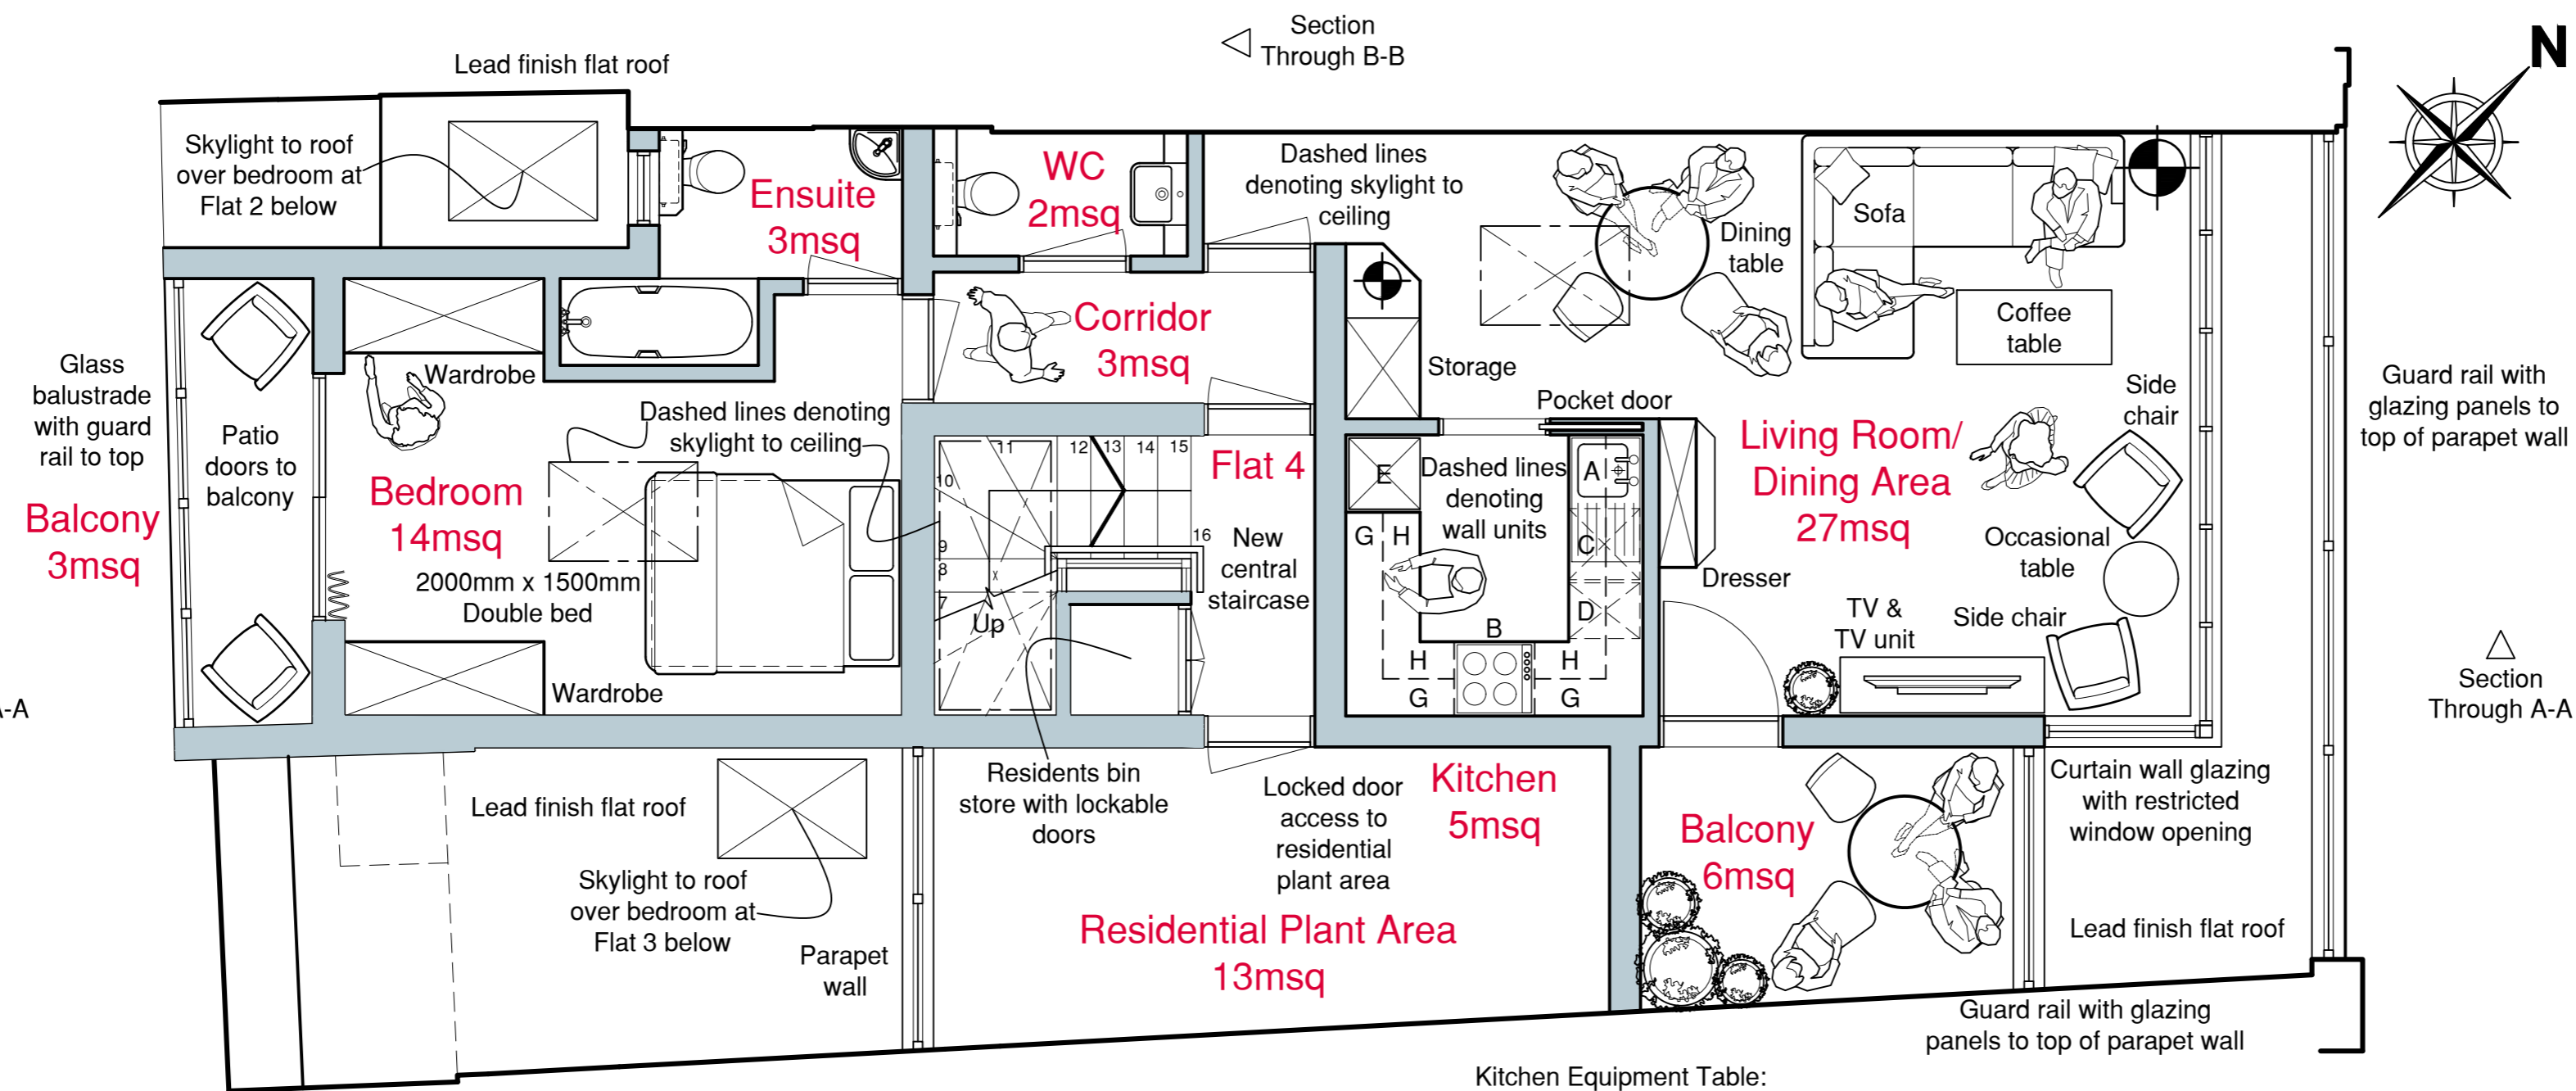 Section
Through B-B
N
Lead finish flat roof
Skylight to roof
over bedroom at
Flat 2 below
Ensuite
3msq
WC
2msq
Dashed lines
denoting skylight to
ceiling
Dining
table
Sofa
Coffee
table
Corridor
3msq
Storage
Pocket door
Side
chair
Guard rail with
glazing panels to
top of parapet wall
Glass
balustrade
with guard
rail to top
Balcony
3msq
Patio
doors to
balcony
Wardrobe
Dashed lines denoting
skylight to ceiling
Bedroom
14msq
2000mm x 1500mm
Double bed
Wardrobe
A-A
11
12
13
14
15
10
9
8
7
16
Up
Flat 4
New
central
staircase
E
Dashed lines
denoting
wall units
A
G
H
C
D
B
H
G
H
G
Living Room/
Dining Area
27msq
Dresser
Occasional
table
TV &
TV unit
Side chair
Section
Through A-A
Lead finish flat roof
Skylight to roof
over bedroom at
Flat 3 below
Parapet
wall
Residents bin
store with lockable
doors
Locked door
access to
residential
plant area
Kitchen
5msq
Residential Plant Area
13msq
Balcony
6msq
Curtain wall glazing
with restricted
window opening
Lead finish flat roof
Guard rail with glazing
panels to top of parapet wall
Kitchen Equipment Table: